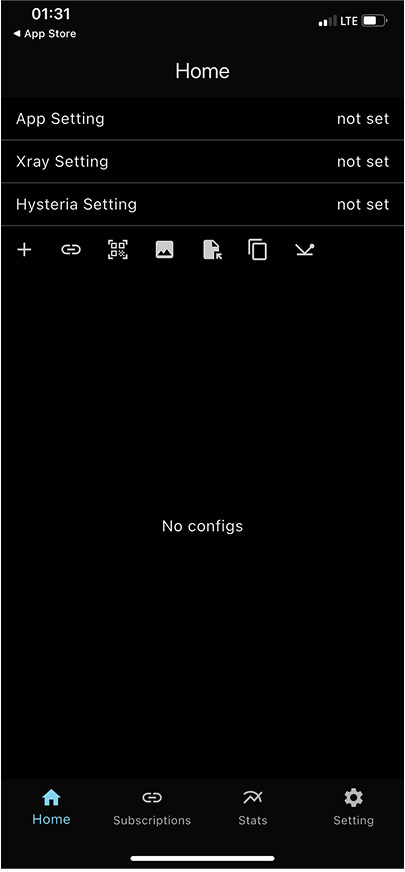 01:31
LTE
◀ App Store
Home
App Setting not set
Xray Setting not set
Hysteria Setting not set
No configs
Home Subscriptions Stats Setting